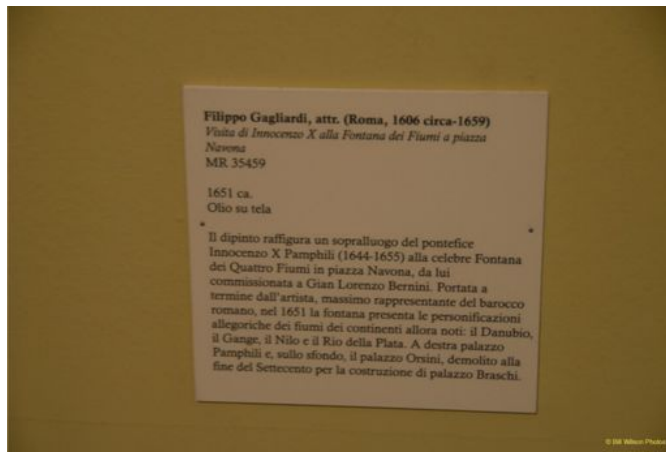 Filippo Gagliardi, attr. (Roma, 1606 circa-1659)
Visita di Innocenzo X alla Fontana dei Fiumi a piazza
Navona
MR 35459
1651 ca.
Olio su tela
Il dipinto raffigura un sopralluogo del pontefice
Innocenzo X Pamphili (1644-1655) alla celebre Fontana
dei Quattro Fiumi in piazza Navona, da lui
commissionata a Gian Lorenzo Bernini. Portata a
termine dall'artista, massimo rappresentante del barocco
romano, nel 1651 la fontana presenta le personificazioni
allegoriche dei fiumi dei continenti allora noti: il Danubio,
il Gange, il Nilo e il Rio della Plata. A destra palazzo
Pamphili e, sullo sfondo, il palazzo Orsini, demolito alla
fine del Settecento per la costruzione di palazzo Braschi.
© Bill Wilson Photos